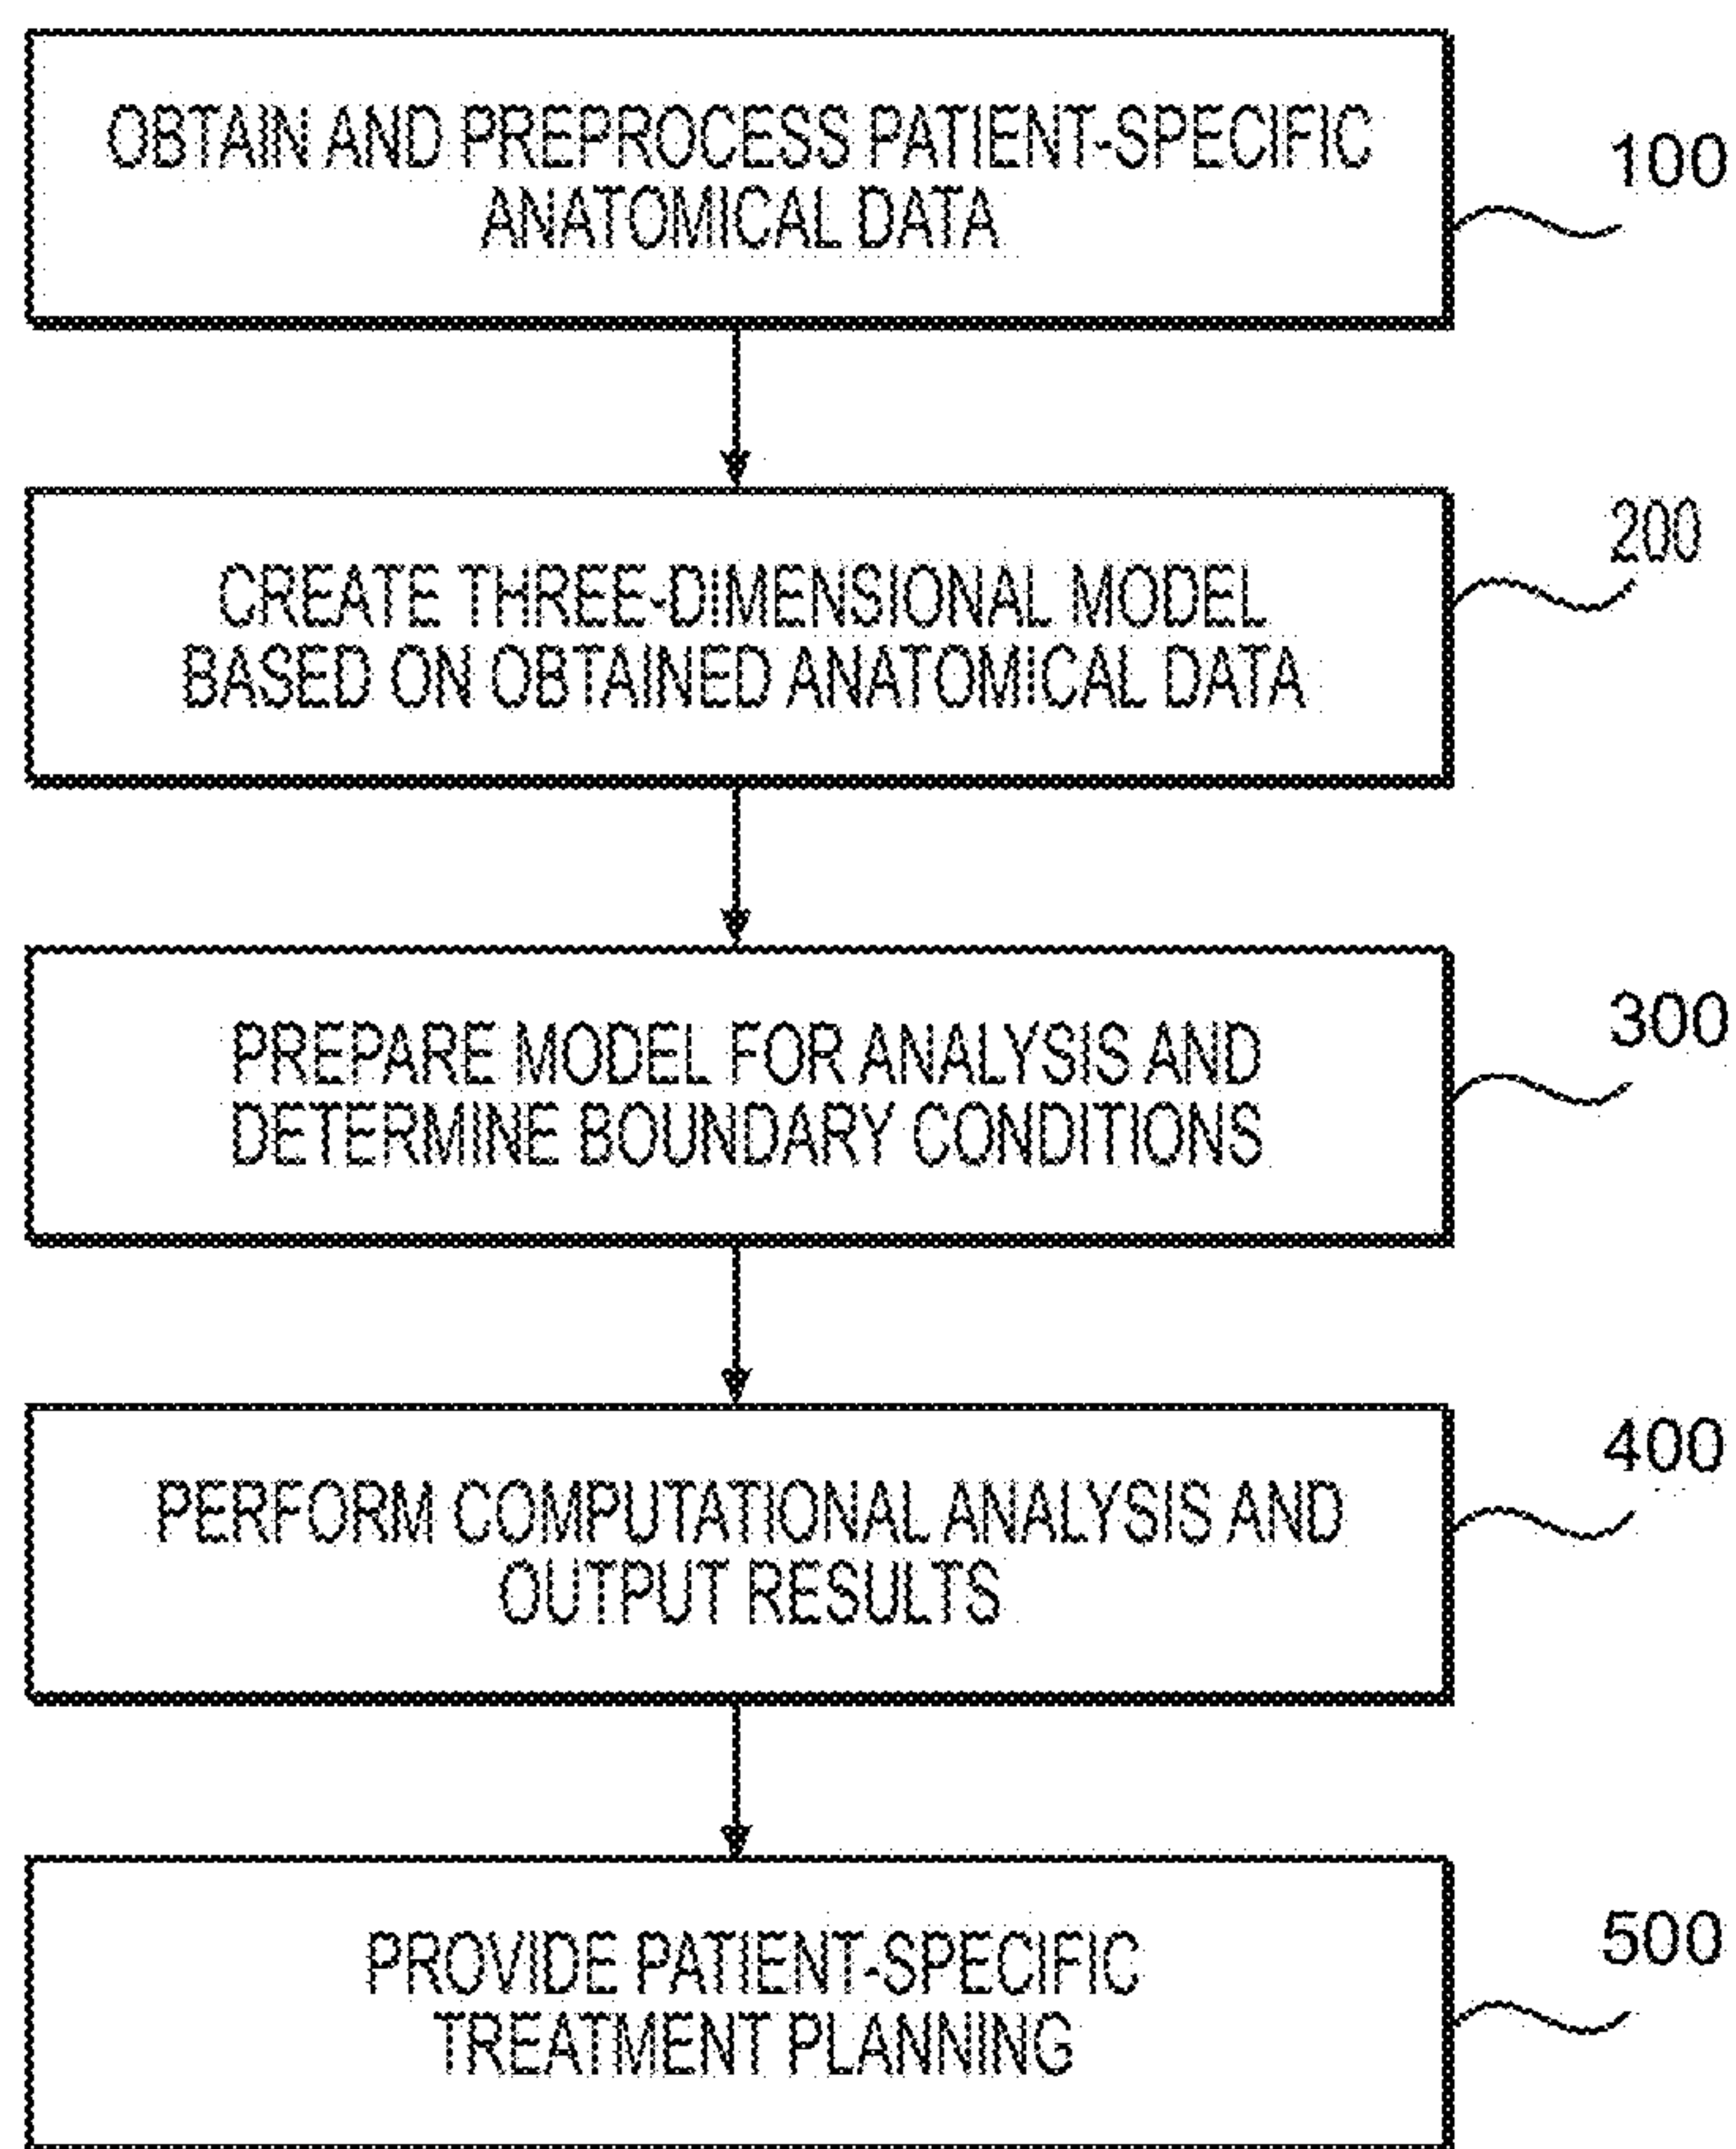 OBTAIN AND PREPROCESS PATIENT-SPECIFIC
ANATOMICAL DATA
100
CREATE THREE-DIMENSIONAL MODEL
BASED ON OBTAINED ANATOMICAL DATA
200
PREPARE MODEL FOR ANALYSIS AND
DETERMINE BOUNDARY CONDITIONS
300
PERFORM COMPUTATIONAL ANALYSIS AND
OUTPUT RESULTS
400
PROVIDE PATIENT-SPECIFIC
TREATMENT PLANNING
500